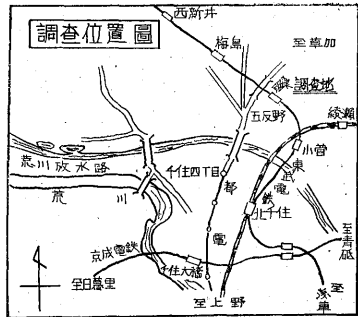 調査位置圖
西新井
梅島
至草加
調査地
五反野
綾瀬
小菅
東武電鉄
荒川放水路
千住四丁目
都電
北千住
荒川
京成電鉄
千住大橋
至日暮里
至上野
至青砥
至浅草